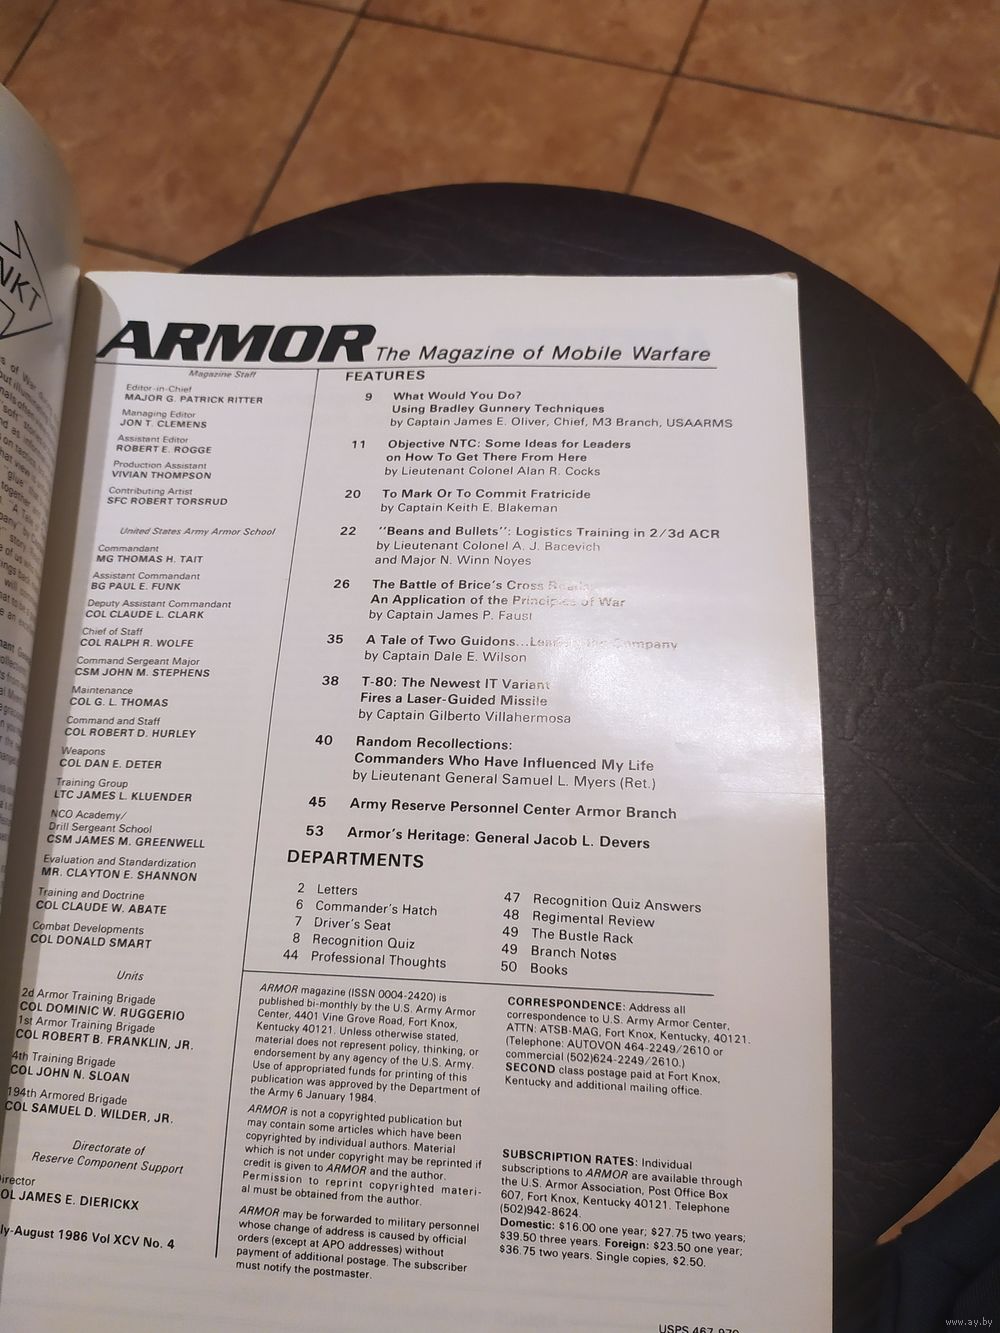 NKT
ARMOR The Magazine of Mobile Warfare
Magazine Staff
Editor-in-Chief
MAJOR G. PATRICK RITTER
Managing Editor
JON T. CLEMENS
Assistant Editor
ROBERT E. ROGGE
Production Assistant
VIVIAN THOMPSON
Contributing Artist
SFC ROBERT TORSRUD
United States Army Armor School
Commandant
MG THOMAS H. TAIT
Assistant Commandant
BG PAUL E. FUNK
Deputy Assistant Commandant
COL CLAUDE L. CLARK
Chief of Staff
COL RALPH R. WOLFE
Command Sergeant Major
CSM JOHN M. STEPHENS
Maintenance
COL G. L. THOMAS
Command and Staff
COL ROBERT D. HURLEY
Weapons
COL DAN E. DETER
Training Group
LTC JAMES L. KLUENDER
NCO Academy/
Drill Sergeant School
CSM JAMES M. GREENWELL
Evaluation and Standardization
MR. CLAYTON E. SHANNON
Training and Doctrine
COL CLAUDE W. ABATE
Combat Developments
COL DONALD SMART
Units
2d Armor Training Brigade
COL DOMINIC W. RUGGERIO
1st Armor Training Brigade
COL ROBERT B. FRANKLIN, JR.
4th Training Brigade
COL JOHN N. SLOAN
194th Armored Brigade
COL SAMUEL D. WILDER, JR.
Directorate of
Reserve Component Support
irector
OL JAMES E. DIERICKX
ly-August 1986 Vol XCV No. 4
FEATURES
9 What Would You Do?
Using Bradley Gunnery Techniques
by Captain James E. Oliver, Chief, M3 Branch, USAARMS
11 Objective NTC: Some Ideas for Leaders
on How To Get There From Here
by Lieutenant Colonel Alan R. Cocks
20 To Mark Or To Commit Fratricide
by Captain Keith E. Blakeman
22 "Beans and Bullets": Logistics Training in 2/3d ACR
by Lieutenant Colonel A. J. Bacevich
and Major N. Winn Noyes
26 The Battle of Brice's Cross Roads:
An Application of the Principles of War
by Captain James P. Faust
35 A Tale of Two Guidons...Leading the Company
by Captain Dale E. Wilson
38 T-80: The Newest IT Variant
Fires a Laser-Guided Missile
by Captain Gilberto Villahermosa
40 Random Recollections:
Commanders Who Have Influenced My Life
by Lieutenant General Samuel L. Myers (Ret.)
45 Army Reserve Personnel Center Armor Branch
53 Armor's Heritage: General Jacob L. Devers
DEPARTMENTS
2 Letters
6 Commander's Hatch
7 Driver's Seat
8 Recognition Quiz
44 Professional Thoughts
47 Recognition Quiz Answers
48 Regimental Review
49 The Bustle Rack
49 Branch Notes
50 Books
ARMOR magazine (ISSN 0004-2420) is
published bi-monthly by the U.S. Army Armor
Center, 4401 Vine Grove Road, Fort Knox,
Kentucky 40121. Unless otherwise stated,
material does not represent policy, thinking, or
endorsement by any agency of the U.S. Army.
Use of appropriated funds for printing of this
publication was approved by the Department of
the Army 6 January 1984.
ARMOR is not a copyrighted publication but
may contain some articles which have been
copyrighted by individual authors. Material
which is not under copyright may be reprinted if
credit is given to ARMOR and the author.
Permission to reprint copyrighted materi-
al must be obtained from the author.
ARMOR may be forwarded to military personnel
whose change of address is caused by official
orders (except at APO addresses) without
payment of additional postage. The subscriber
must notify the postmaster.
CORRESPONDENCE: Address all
correspondence to U.S. Army Armor Center,
ATTN: ATSB-MAG, Fort Knox, Kentucky, 40121.
(Telephone: AUTOVON 464-2249/2610 or
commercial (502)624-2249/2610.)
SECOND class postage paid at Fort Knox,
Kentucky and additional mailing office.
SUBSCRIPTION RATES: Individual
subscriptions to ARMOR are available through
the U.S. Armor Association, Post Office Box
607, Fort Knox, Kentucky 40121. Telephone
(502)942-8624.
Domestic: $16.00 one year; $27.75 two years;
$39.50 three years. Foreign: $23.50 one year;
$36.75 two years. Single copies, $2.50.
USPS 467-970
www.ay.by